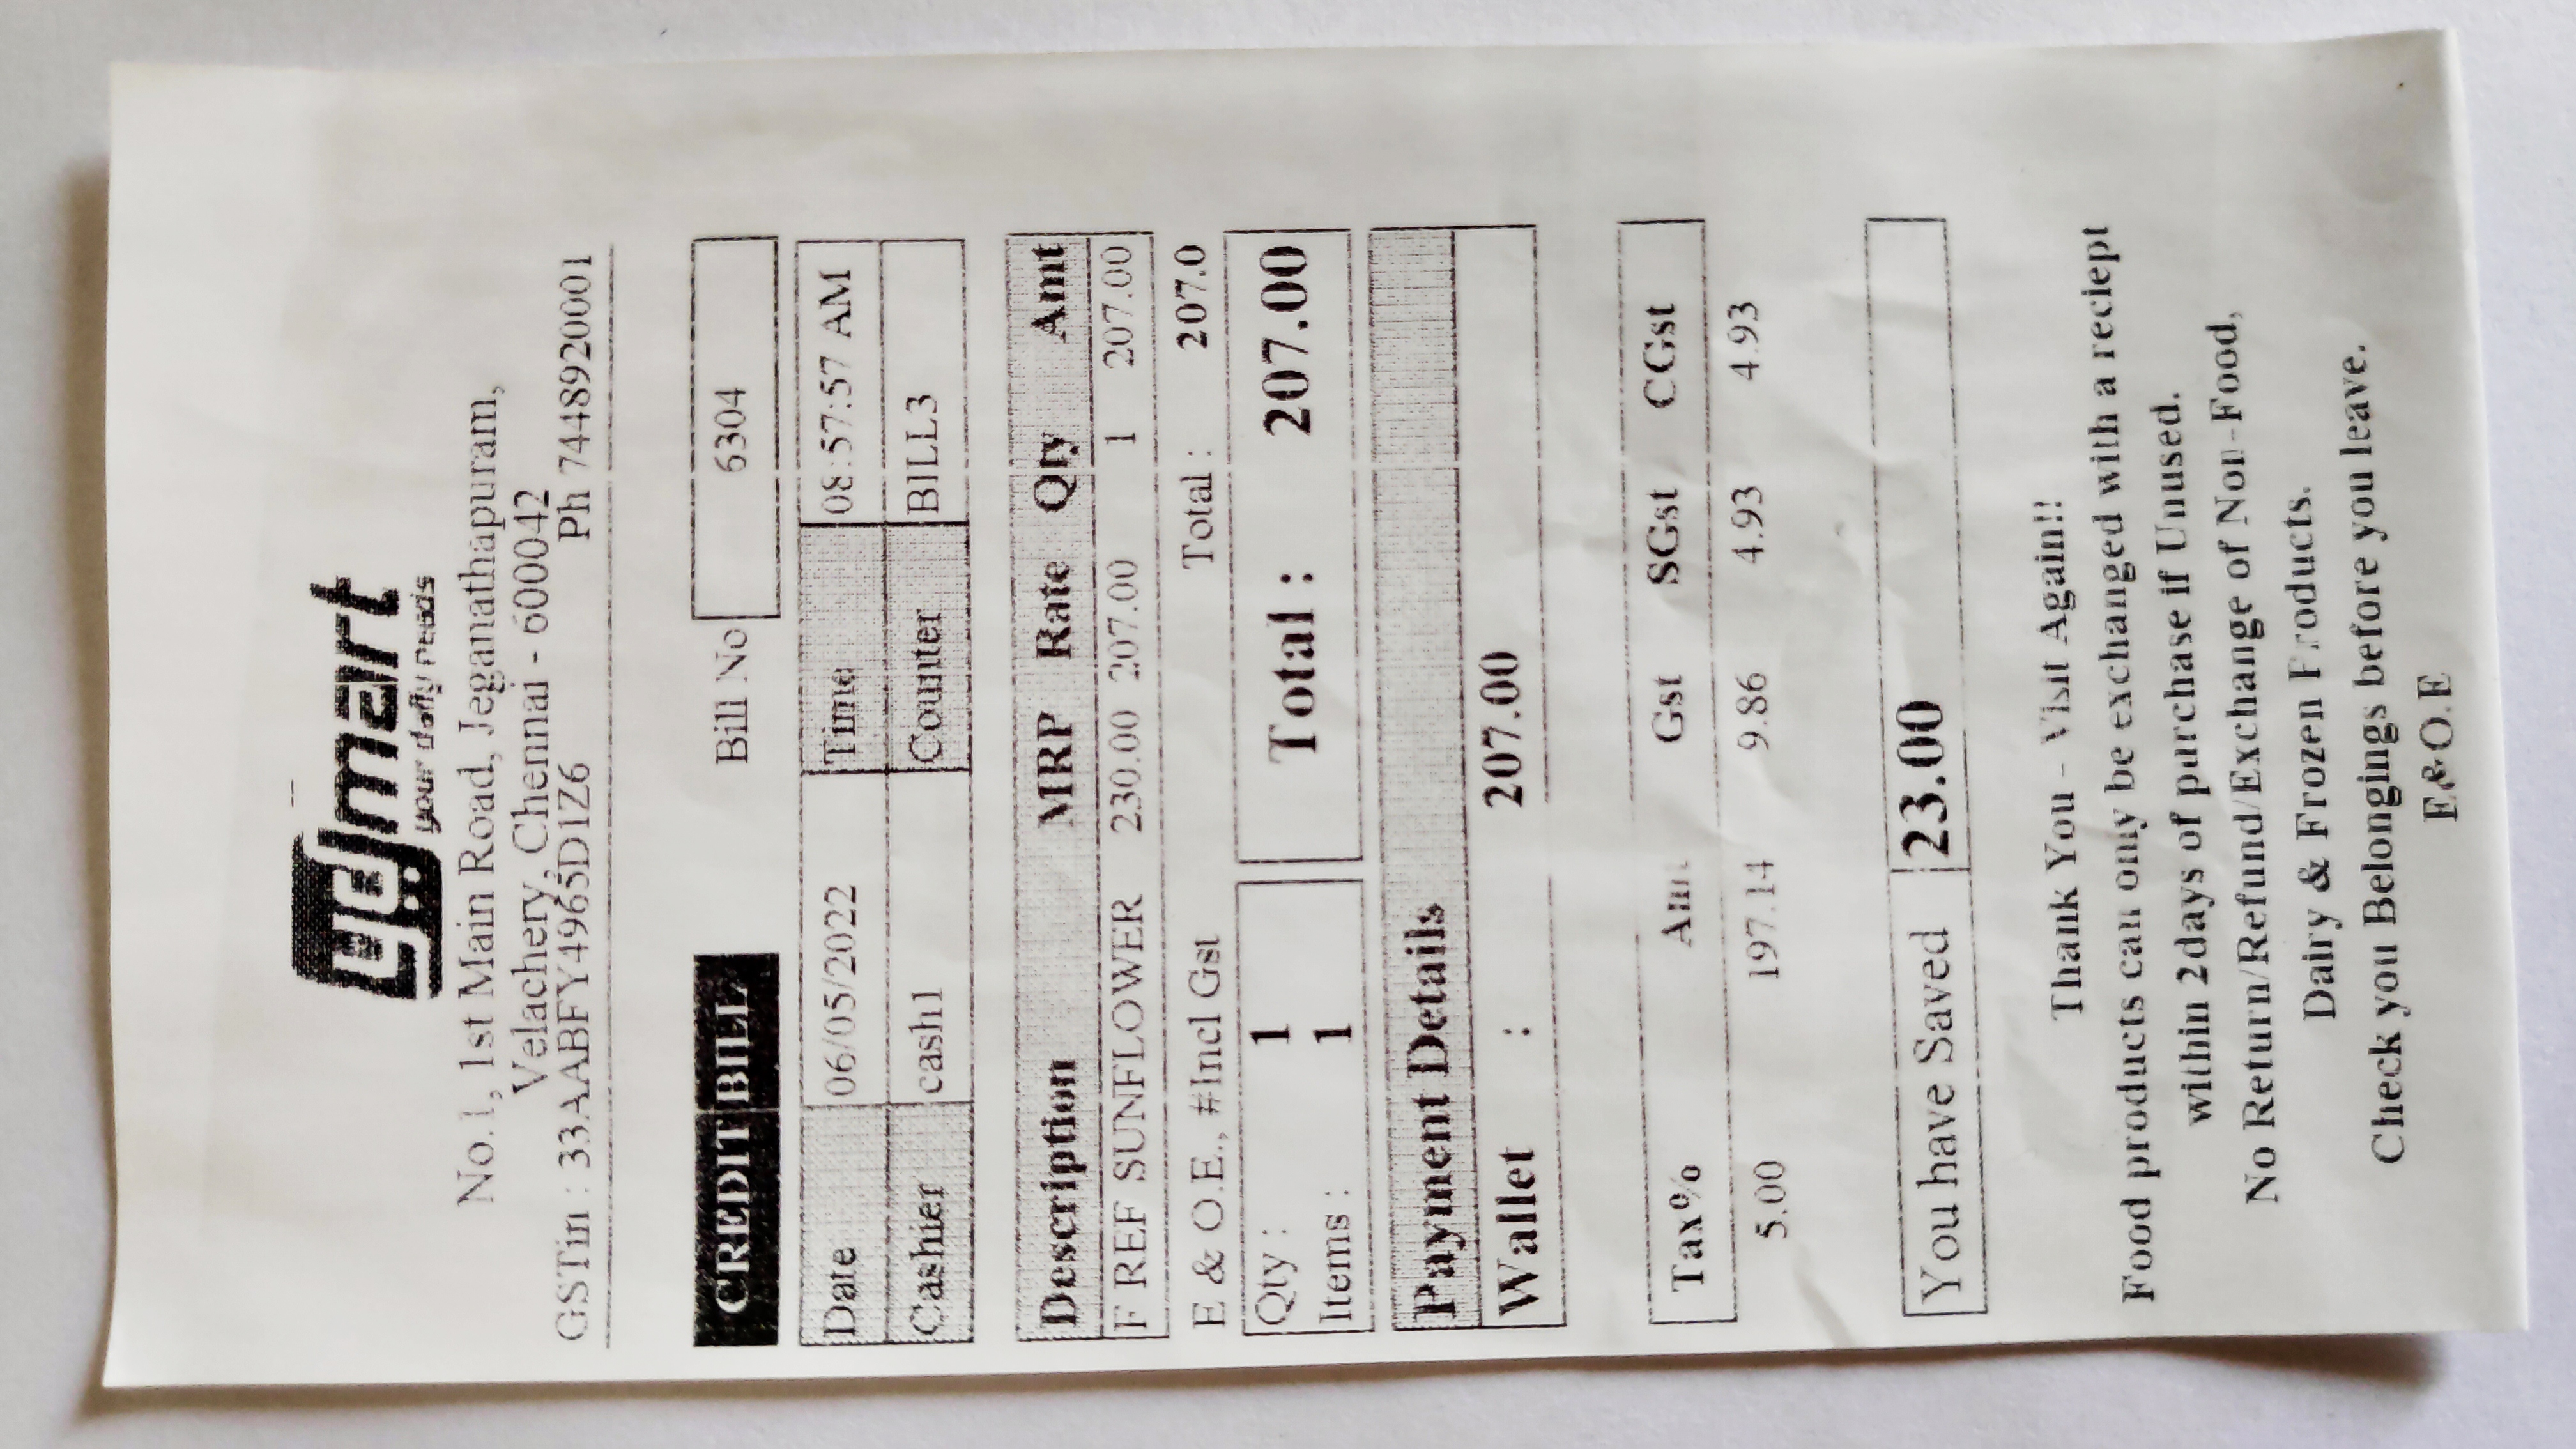 mart
your daily needs
No.1, 1st Main Road, Jeganathapuram,
Velachery, Chennai - 600042
GSTin : 33AABFY4965D1Z6 Ph 7448920001
CREDIT BILL Bill No 6304
Date 06/05/2022 Time 08:57:57 AM
Cashier cash1 Counter BILL3
Description MRP Rate Qty Amt
F REF SUNFLOWER 230.00 207.00 1 207.00
E & O.E., #Incl Gst Total : 207.0
Qty : 1
Items : 1
Total : 207.00
Payment Details
Wallet : 207.00
Tax% Amt Gst SGst CGst
5.00 197.14 9.86 4.93 4.93
You have Saved 23.00
Thank You - Visit Again!!
Food products can only be exchanged with a reciept
within 2days of purchase if Unused.
No Return/Refund/Exchange of Non-Food,
Dairy & Frozen Products.
Check you Belongings before you leave.
E&O.E